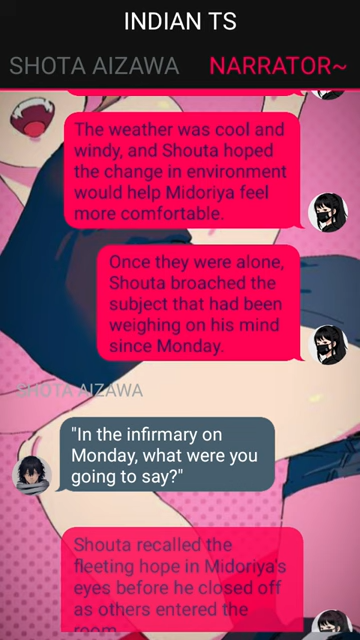 INDIAN TS
SHOTA AIZAWA NARRATOR~
The weather was cool and
windy, and Shouta hoped
the change in environment
would help Midoriya feel
more comfortable.
Once they were alone,
Shouta broached the
subject that had been
weighing on his mind
since Monday.
SHOTA AIZAWA
"In the infirmary on
Monday, what were you
going to say?"
Shouta recalled the
fleeting hope in Midoriya's
eyes before he closed off
as others entered the
room.